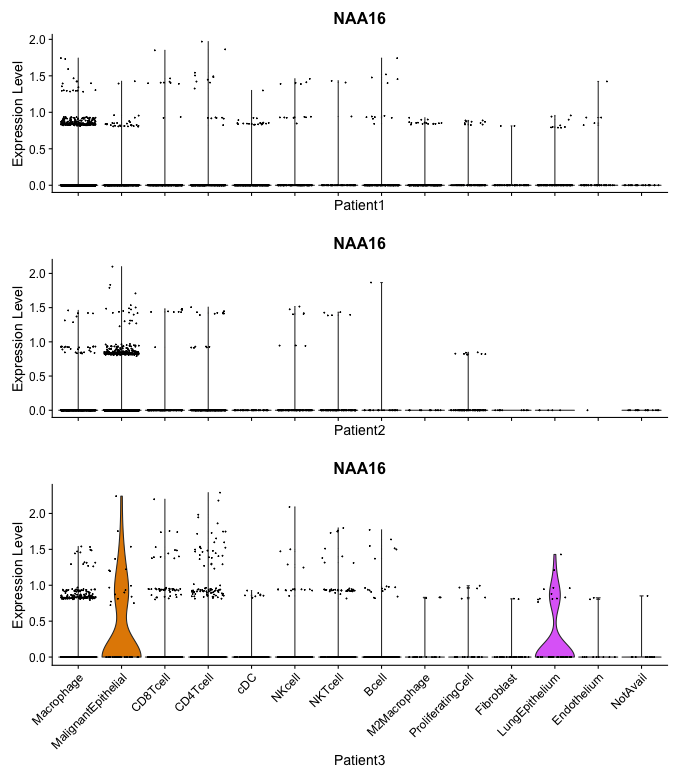 NAA16
2.0
1.5
1.0
0.5
0.0
Expression Level
Patient1
NAA16
2.0
1.5
1.0
0.5
0.0
Expression Level
Patient2
NAA16
2.0
1.5
1.0
0.5
0.0
Expression Level
Macrophage
MalignantEpithelial
CD8Tcell
CD4Tcell
cDC
NKcell
NKTcell
Bcell
M2Macrophage
ProliferatingCell
Fibroblast
LungEpithelium
Endothelium
NotAvail
Patient3